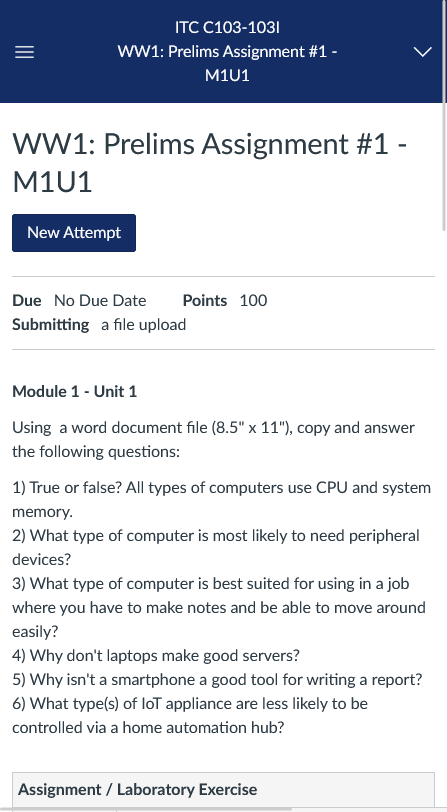 ITC C103-103I
WW1: Prelims Assignment #1 -
M1U1
WW1: Prelims Assignment #1 -
M1U1
New Attempt
Due No Due Date Points 100
Submitting a file upload
Module 1 - Unit 1
Using a word document file (8.5" x 11"), copy and answer
the following questions:
1) True or false? All types of computers use CPU and system
memory.
2) What type of computer is most likely to need peripheral
devices?
3) What type of computer is best suited for using in a job
where you have to make notes and be able to move around
easily?
4) Why don't laptops make good servers?
5) Why isn't a smartphone a good tool for writing a report?
6) What type(s) of IoT appliance are less likely to be
controlled via a home automation hub?
Assignment / Laboratory Exercise